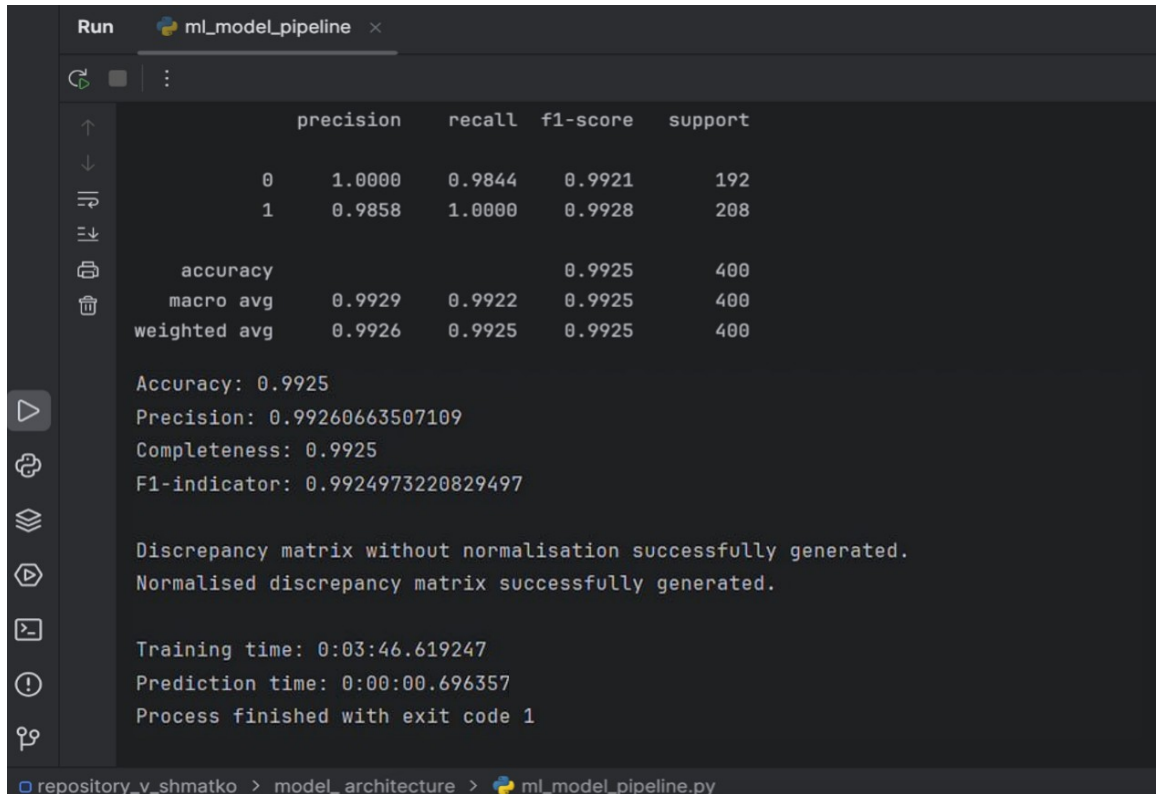 Run ml_model_pipeline
precision recall f1-score support
0 1.0000 0.9844 0.9921 192
1 0.9858 1.0000 0.9928 208
accuracy 0.9925 400
macro avg 0.9929 0.9922 0.9925 400
weighted avg 0.9926 0.9925 0.9925 400
Accuracy: 0.9925
Precision: 0.99260663507109
Completeness: 0.9925
F1-indicator: 0.9924973220829497
Discrepancy matrix without normalisation successfully generated.
Normalised discrepancy matrix successfully generated.
Training time: 0:03:46.619247
Prediction time: 0:00:00.696357
Process finished with exit code 1
repository_v_shmatko > model_ architecture > ml_model_pipeline.py